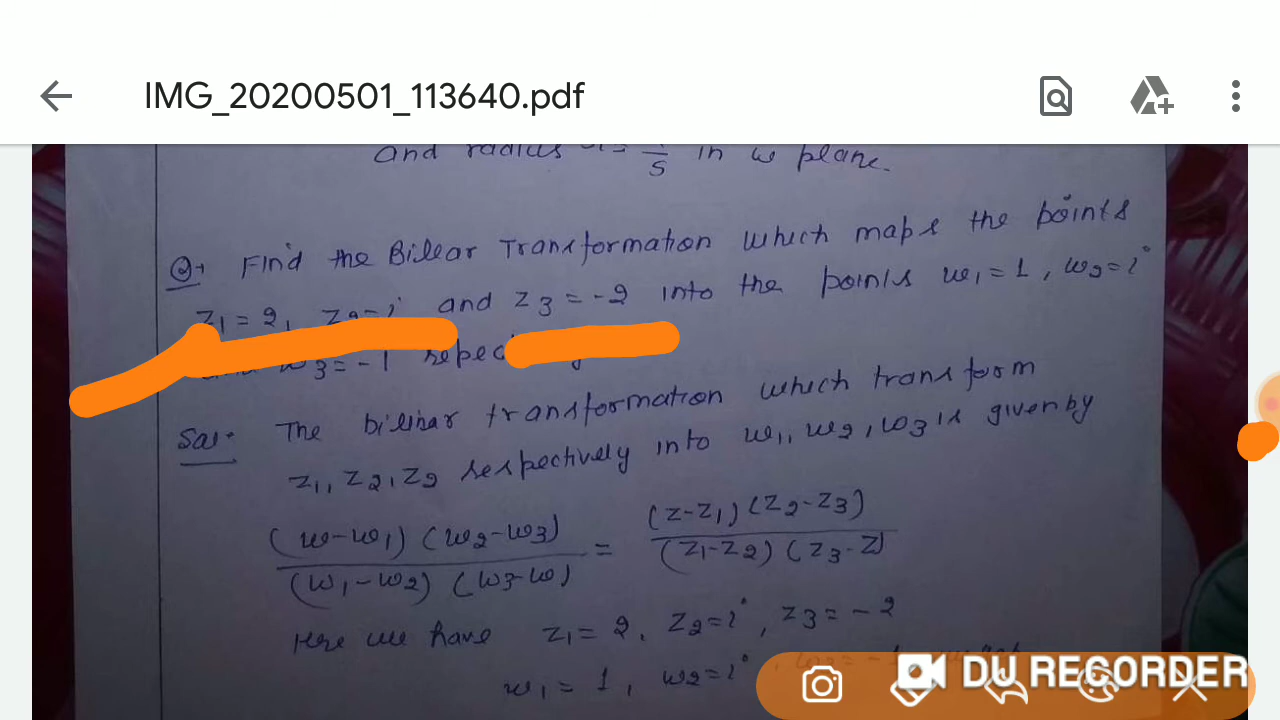 IMG_20200501_113640.pdf
and radius r = /5 in w plane.
Q→ Find the Bilear Transformation which maps the points
z1 = 2, z2 = i and z3 = -2 into the points w1 = 1, w2 = i
w3 = -1
Sol. The bilinar transformation which transform
z1, z2, z3 respectively into w1, w2, w3 is given by
(w-w1) (w2-w3) / (w1-w2) (w3-w) = (z-z1) (z2-z3) / (z1-z2) (z3-z)
Here we have z1 = 2, z2 = i, z3 = -2
w1 = 1, w2 = i
DU RECORDER